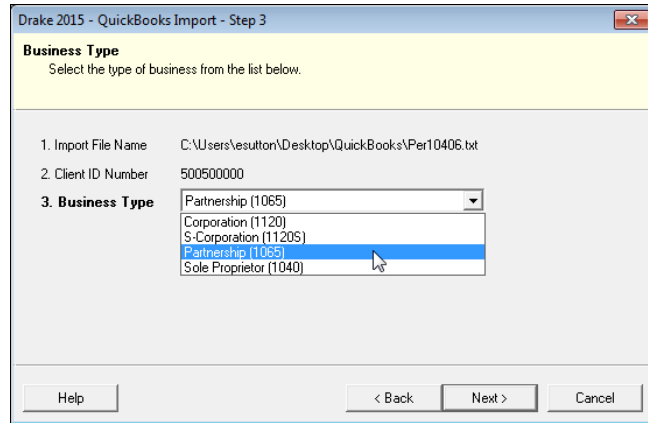 Drake 2015 - QuickBooks Import - Step 3
Business Type
Select the type of business from the list below.
1. Import File Name C:\Users\esutton\Desktop\QuickBooks\Per10406.txt
2. Client ID Number 500500000
3. Business Type Partnership (1065)
Corporation (1120)
S-Corporation (1120S)
Partnership (1065)
Sole Proprietor (1040)
Help < Back Next > Cancel